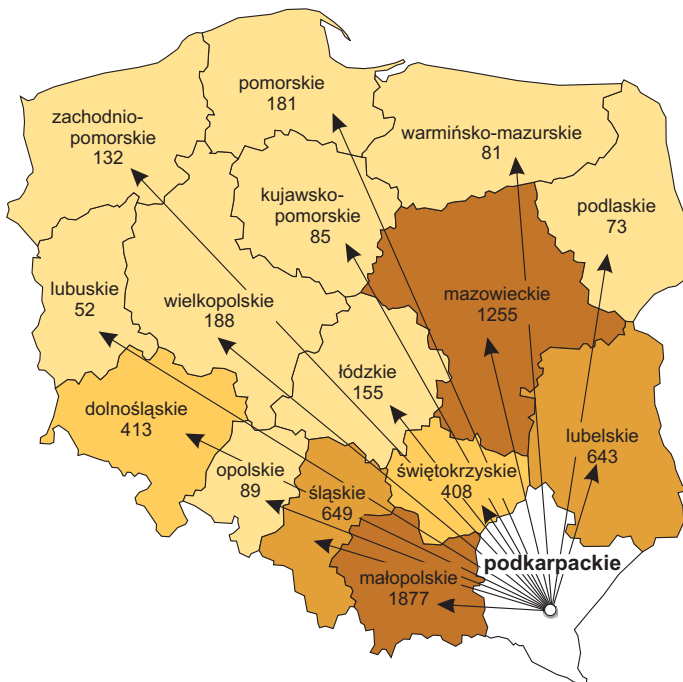 pomorskie
181
zachodnio-
pomorskie
132
warmińsko-mazurskie
81
kujawsko-
pomorskie
85
podlaskie
73
lubuskie
52
wielkopolskie
188
mazowieckie
1255
łódzkie
155
dolnośląskie
413
lubelskie
643
opolskie
89
śląskie
649
świętokrzyskie
408
podkarpackie
małopolskie
1877